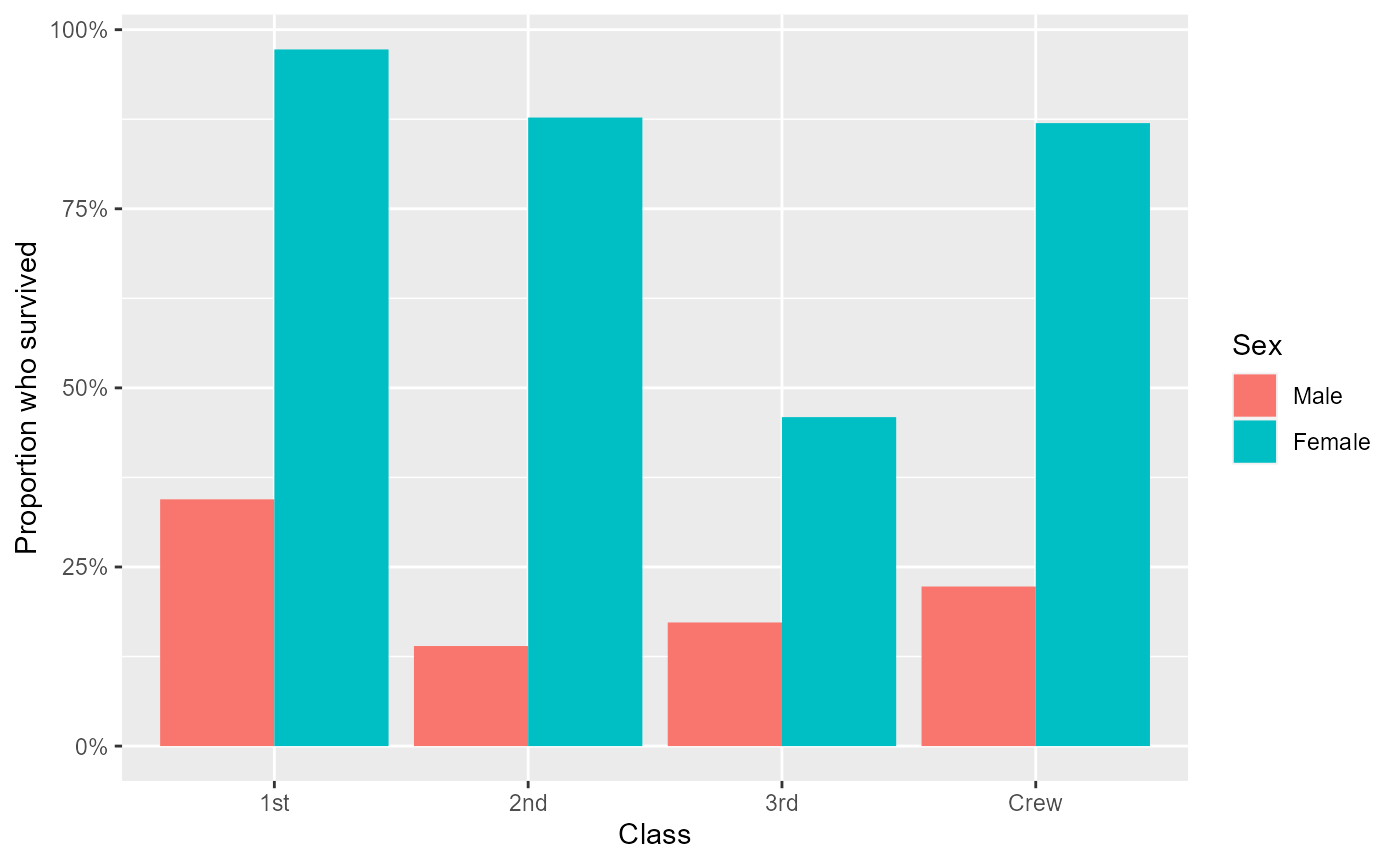 Proportion who survived
100%
75%
50%
25%
0%
1st 2nd 3rd Crew
Class
Sex
Male
Female